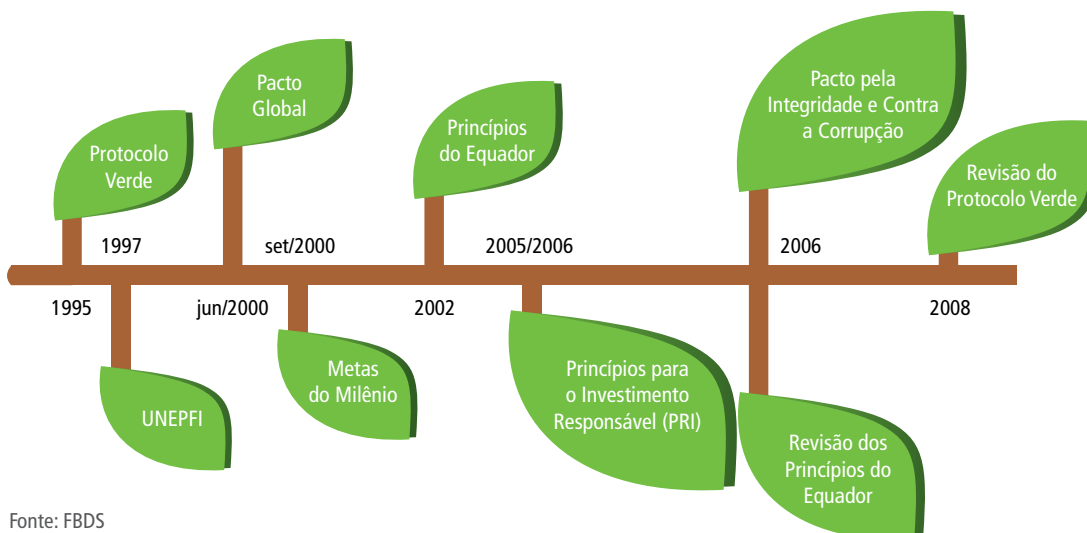 Pacto
Global
Pacto pela
Integridade e Contra
a Corrupção
Protocolo
Verde
Princípios
do Equador
Revisão do
Protocolo Verde
1997
set/2000
2005/2006
2006
1995
jun/2000
2002
2008
UNEPFI
Metas
do Milênio
Princípios para
o Investimento
Responsável (PRI)
Revisão dos
Princípios do
Equador
Fonte: FBDS